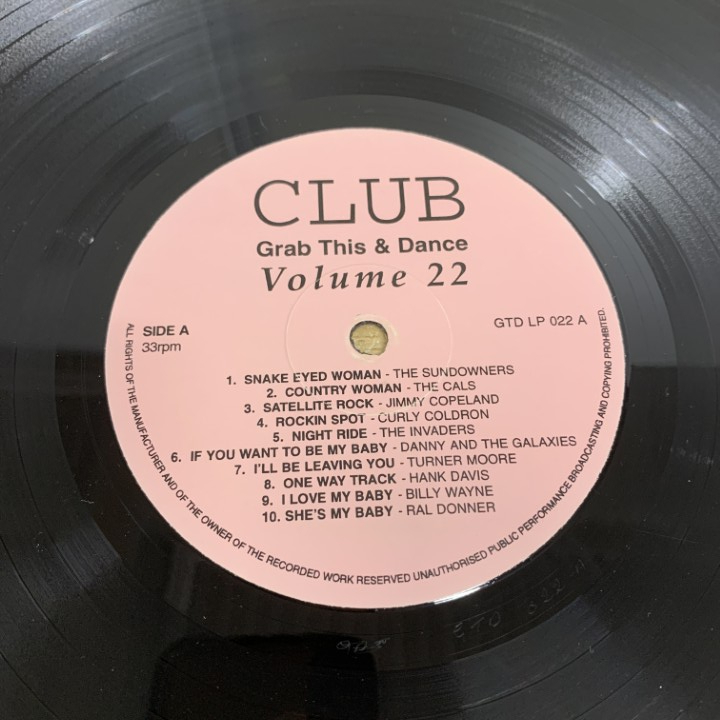 CLUB
Grab This & Dance
Volume 22
SIDE A
33rpm
GTD LP 022 A
1. SNAKE EYED WOMAN - THE SUNDOWNERS
2. COUNTRY WOMAN - THE CALS
3. SATELLITE ROCK - JIMMY COPELAND
4. ROCKIN SPOT - CURLY COLDRON
5. NIGHT RIDE - THE INVADERS
6. IF YOU WANT TO BE MY BABY - DANNY AND THE GALAXIES
7. I'LL BE LEAVING YOU - TURNER MOORE
8. ONE WAY TRACK - HANK DAVIS
9. I LOVE MY BABY - BILLY WAYNE
10. SHE'S MY BABY - RAL DONNER
ALL RIGHTS OF THE MANUFACTURER AND OF THE OWNER OF THE RECORDED WORK RESERVED UNAUTHORISED PUBLIC PERFORMANCE BROADCASTING AND COPYING PROHIBITED.